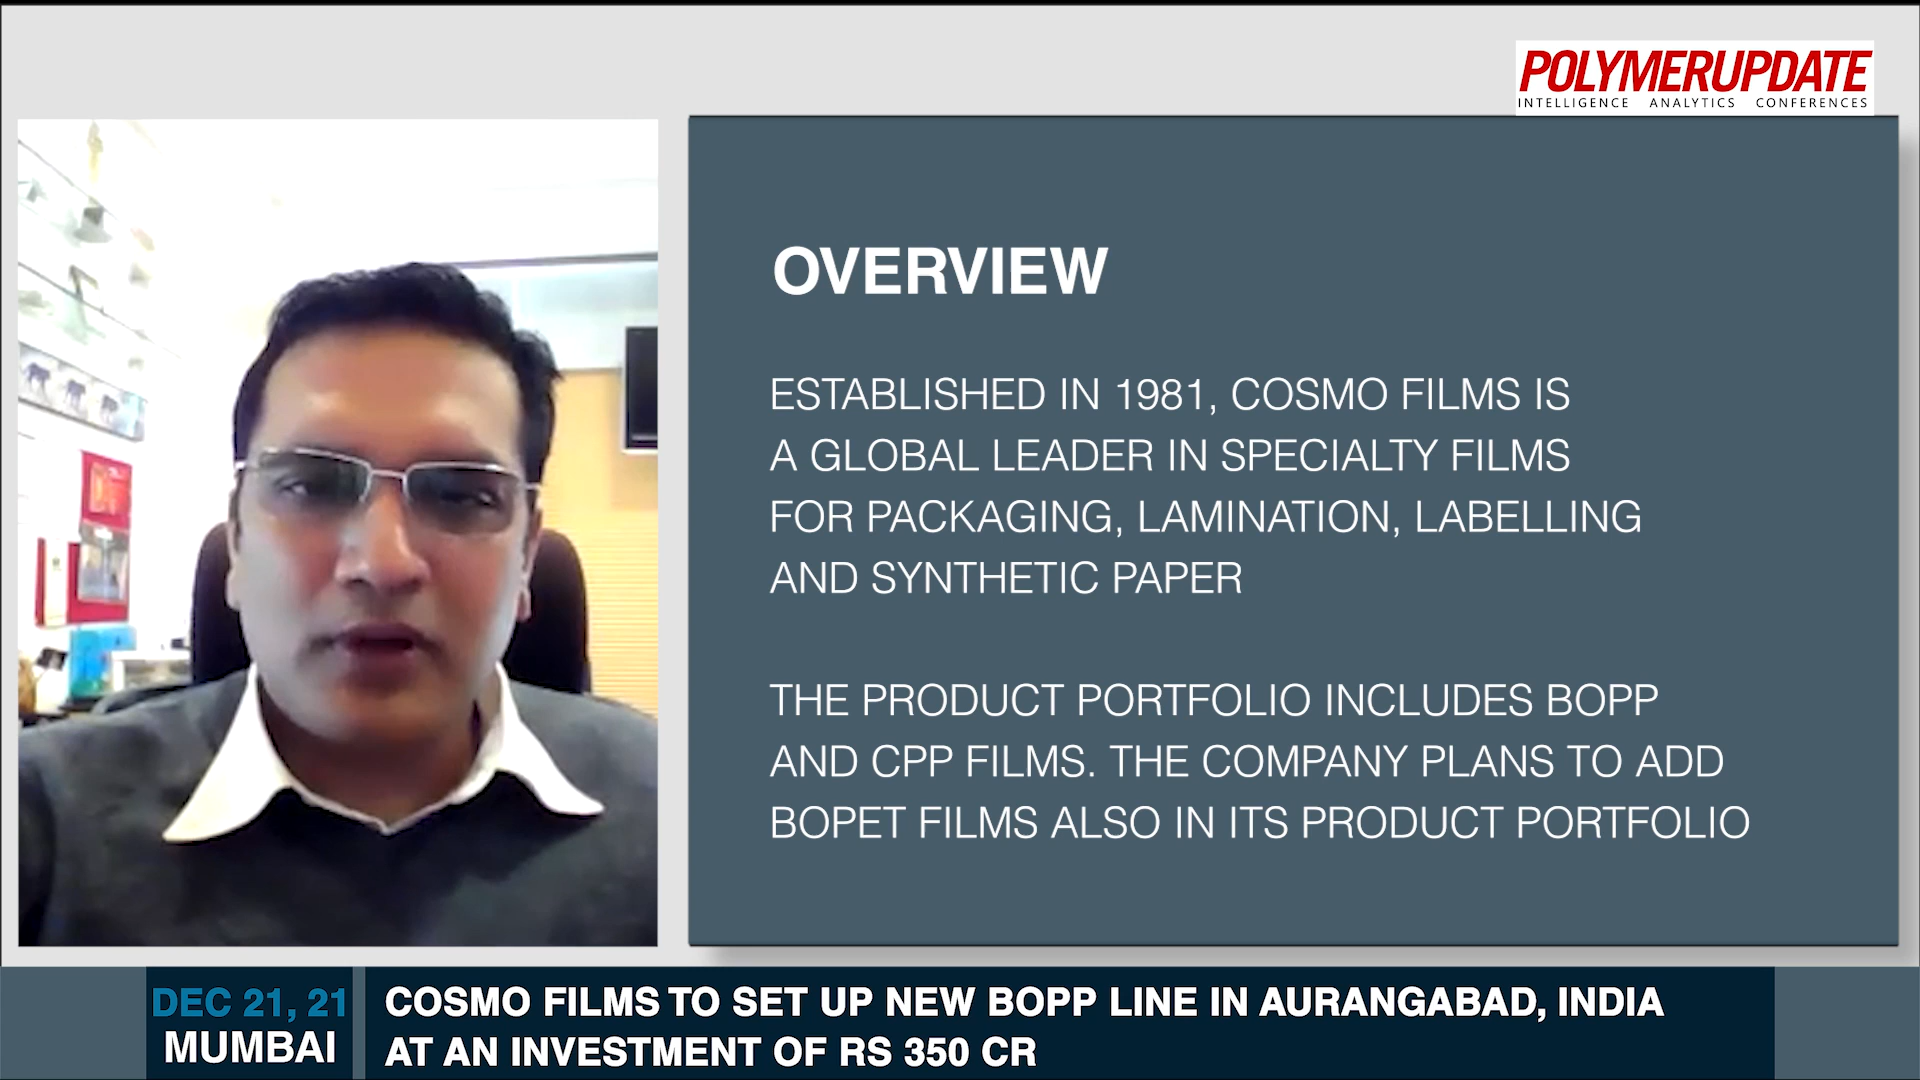 POLYMERUPDATE
INTELLIGENCE ANALYTICS CONFERENCES
OVERVIEW
ESTABLISHED IN 1981, COSMO FILMS IS
A GLOBAL LEADER IN SPECIALTY FILMS
FOR PACKAGING, LAMINATION, LABELLING
AND SYNTHETIC PAPER
THE PRODUCT PORTFOLIO INCLUDES BOPP
AND CPP FILMS. THE COMPANY PLANS TO ADD
BOPET FILMS ALSO IN ITS PRODUCT PORTFOLIO
DEC 21, 21
MUMBAI
COSMO FILMS TO SET UP NEW BOPP LINE IN AURANGABAD, INDIA
AT AN INVESTMENT OF RS 350 CR